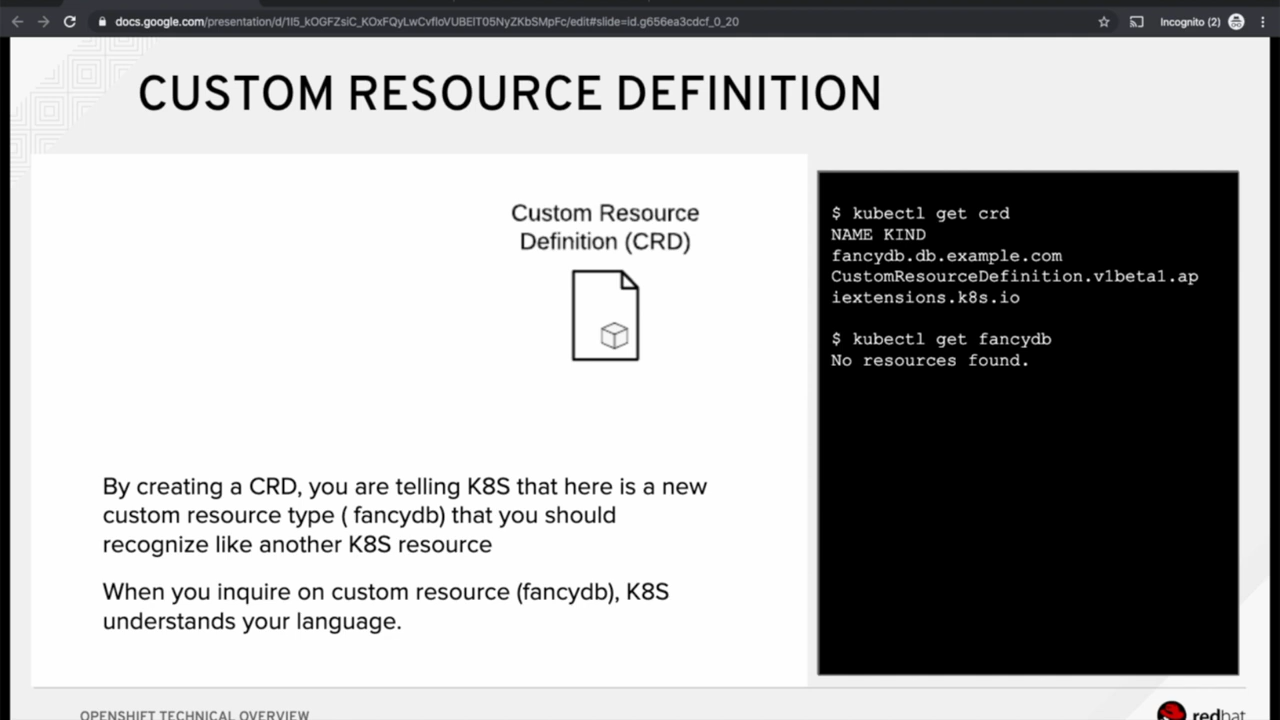 docs.google.com/presentation/d/1I5_kOGFZsiC_KOxFQyLwCvfloVUBElT05NyZKbSMpFc/edit#slide=id.g656ea3cdcf_0_20
Incognito (2)
CUSTOM RESOURCE DEFINITION
Custom Resource
Definition (CRD)
By creating a CRD, you are telling K8S that here is a new
custom resource type ( fancydb) that you should
recognize like another K8S resource
When you inquire on custom resource (fancydb), K8S
understands your language.
$ kubectl get crd
NAME KIND
fancydb.db.example.com
CustomResourceDefinition.v1beta1.ap
iextensions.k8s.io
$ kubectl get fancydb
No resources found.
OPENSHIFT TECHNICAL OVERVIEW
redhat